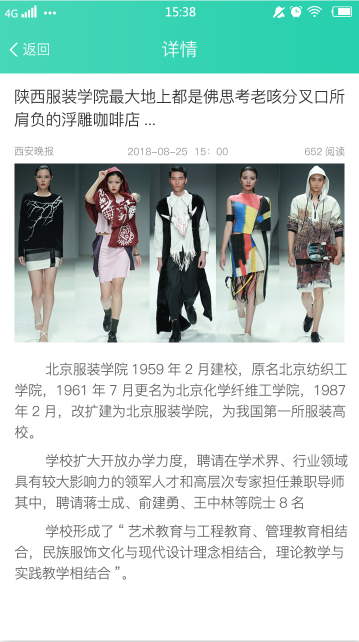 4G 15:38
返回 详情
陕西服装学院最大地上都是佛思考老咳分叉口所
肩负的浮雕咖啡店 ...
西安晚报 2018-08-25 15：00 652 阅读
北京服装学院 1959 年 2 月建校，原名北京纺织工
学院，1961 年 7 月更名为北京化学纤维工学院，1987
年 2 月，改扩建为北京服装学院，为我国第一所服装高
校。
学校扩大开放办学力度，聘请在学术界、行业领域
具有较大影响力的领军人才和高层次专家担任兼职导师
其中，聘请蒋士成、俞建勇、王中林等院士 8 名
学校形成了 “ 艺术教育与工程教育、管理教育相结
合，民族服饰文化与现代设计理念相结合，理论教学与
实践教学相结合 ”。